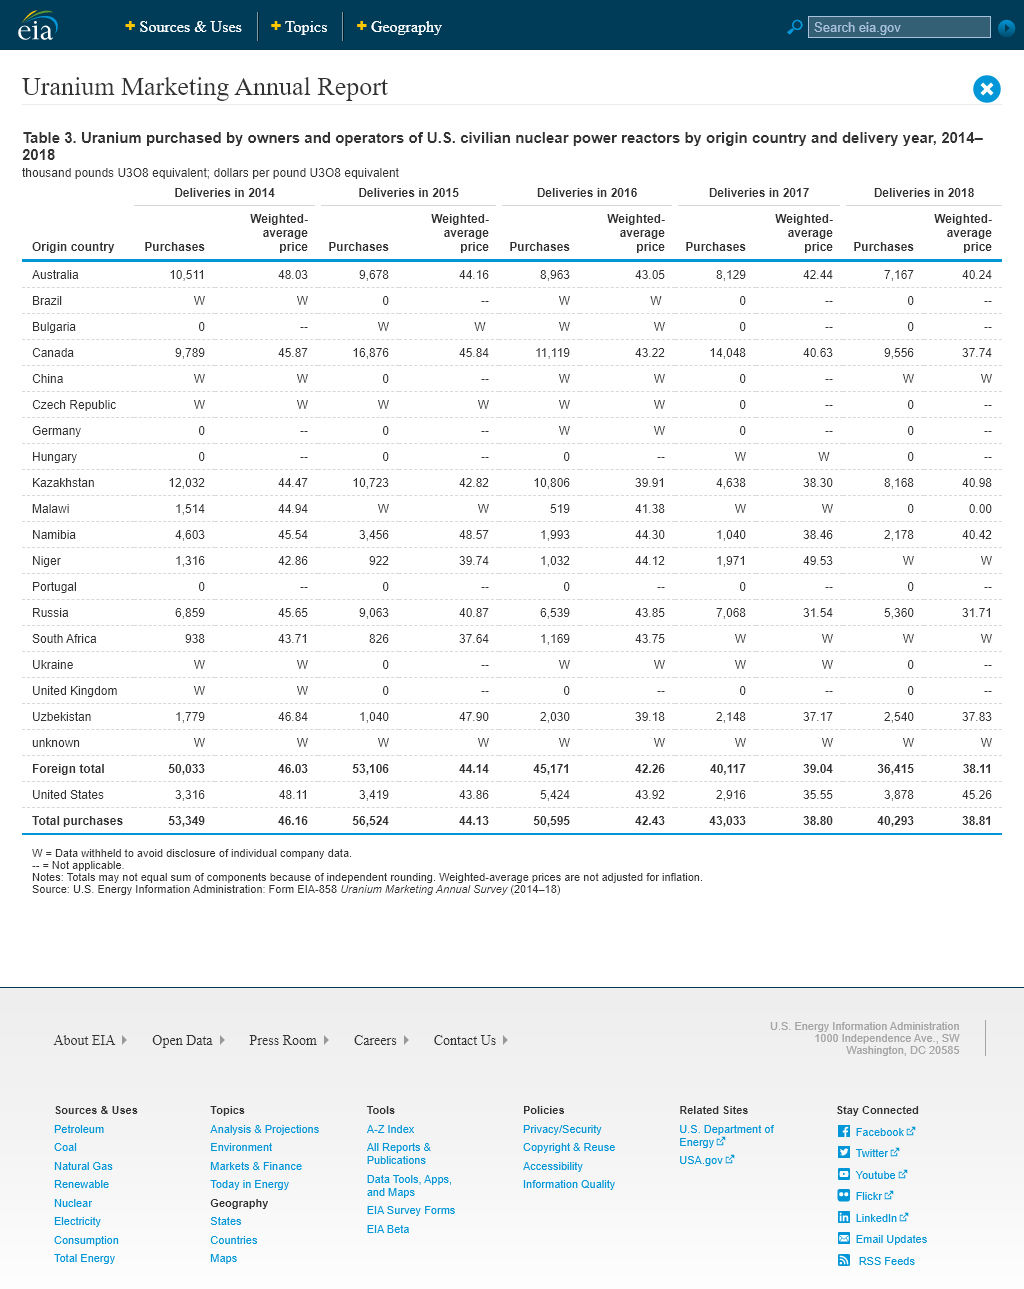 eia
Sources & Uses
Topics
Geography
Search eia.gov
Uranium Marketing Annual Report
Table 3. Uranium purchased by owners and operators of U.S. civilian nuclear power reactors by origin country and delivery year, 2014–
2018
thousand pounds U3O8 equivalent; dollars per pound U3O8 equivalent
Deliveries in 2014 Deliveries in 2015 Deliveries in 2016 Deliveries in 2017 Deliveries in 2018
Weighted- Weighted- Weighted- Weighted- Weighted-
average average average average average
Origin country Purchases price Purchases price Purchases price Purchases price Purchases price
Australia 10,511 48.03 9,678 44.16 8,963 43.05 8,129 42.44 7,167 40.24
Brazil W W 0 -- W W 0 -- 0 --
Bulgaria 0 -- W W W W 0 -- 0 --
Canada 9,789 45.87 16,876 45.84 11,119 43.22 14,048 40.63 9,556 37.74
China W W 0 -- W W 0 -- W W
Czech Republic W W W W W W 0 -- 0 --
Germany 0 -- 0 -- W W 0 -- 0 --
Hungary 0 -- 0 -- 0 -- W W 0 --
Kazakhstan 12,032 44.47 10,723 42.82 10,806 39.91 4,638 38.30 8,168 40.98
Malawi 1,514 44.94 W W 519 41.38 W W 0 0.00
Namibia 4,603 45.54 3,456 48.57 1,993 44.30 1,040 38.46 2,178 40.42
Niger 1,316 42.86 922 39.74 1,032 44.12 1,971 49.53 W W
Portugal 0 -- 0 -- 0 -- 0 -- 0 --
Russia 6,859 45.65 9,063 40.87 6,539 43.85 7,068 31.54 5,360 31.71
South Africa 938 43.71 826 37.64 1,169 43.75 W W W W
Ukraine W W 0 -- W W W W 0 --
United Kingdom W W 0 -- 0 -- 0 -- 0 --
Uzbekistan 1,779 46.84 1,040 47.90 2,030 39.18 2,148 37.17 2,540 37.83
unknown W W W W W W W W W W
Foreign total 50,033 46.03 53,106 44.14 45,171 42.26 40,117 39.04 36,415 38.11
United States 3,316 48.11 3,419 43.86 5,424 43.92 2,916 35.55 3,878 45.26
Total purchases 53,349 46.16 56,524 44.13 50,595 42.43 43,033 38.80 40,293 38.81
W = Data withheld to avoid disclosure of individual company data.
-- = Not applicable.
Notes: Totals may not equal sum of components because of independent rounding. Weighted-average prices are not adjusted for inflation.
Source: U.S. Energy Information Administration: Form EIA-858 Uranium Marketing Annual Survey (2014–18)
About EIA
Open Data
Press Room
Careers
Contact Us
U.S. Energy Information Administration
1000 Independence Ave., SW
Washington, DC 20585
Sources & Uses
Petroleum
Coal
Natural Gas
Renewable
Nuclear
Electricity
Consumption
Total Energy
Topics
Analysis & Projections
Environment
Markets & Finance
Today in Energy
Geography
States
Countries
Maps
Tools
A-Z Index
All Reports &
Publications
Data Tools, Apps,
and Maps
EIA Survey Forms
EIA Beta
Policies
Privacy/Security
Copyright & Reuse
Accessibility
Information Quality
Related Sites
U.S. Department of
Energy
USA.gov
Stay Connected
Facebook
Twitter
Youtube
Flickr
LinkedIn
Email Updates
RSS Feeds